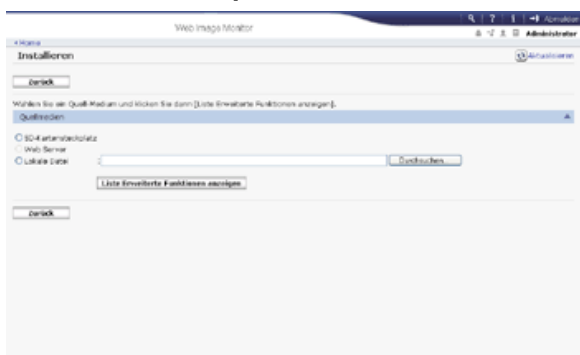 Web Image Monitor
? | Abmelden
Administrator
Home
Installieren
Aktualisieren
Zurück
Wählen Sie ein Quell-Medium und klicken Sie dann [Liste Erweiterte Funktionen anzeigen].
Quellmedien
SD-Kartensteckplatz
Web Server
Lokale Datei : Durchsuchen...
Liste Erweiterte Funktionen anzeigen
Zurück